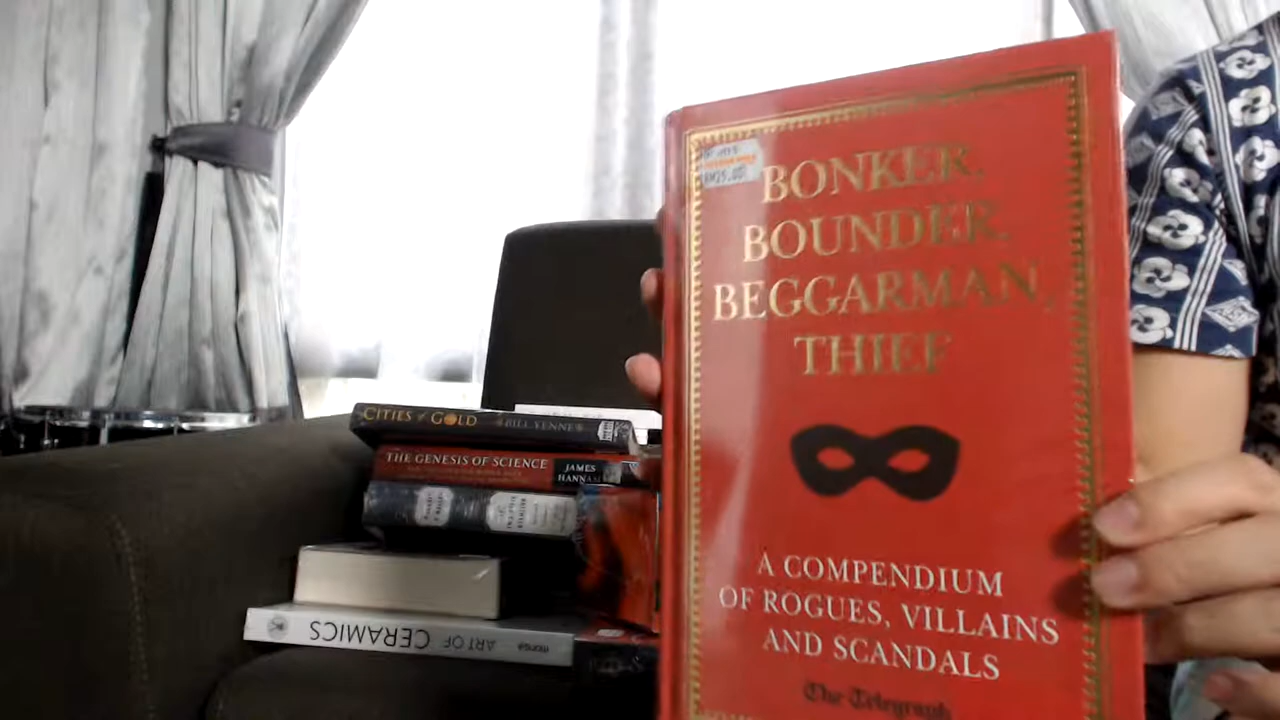 BONKER,
BOUNDER,
BEGGARMAN,
THIEF
A COMPENDIUM
OF ROGUES, VILLAINS
AND SCANDALS
The Telegraph
CITIES of GOLD BILL YENNE
THE GENESIS OF SCIENCE JAMES
HANNAM
ART OF CERAMICS